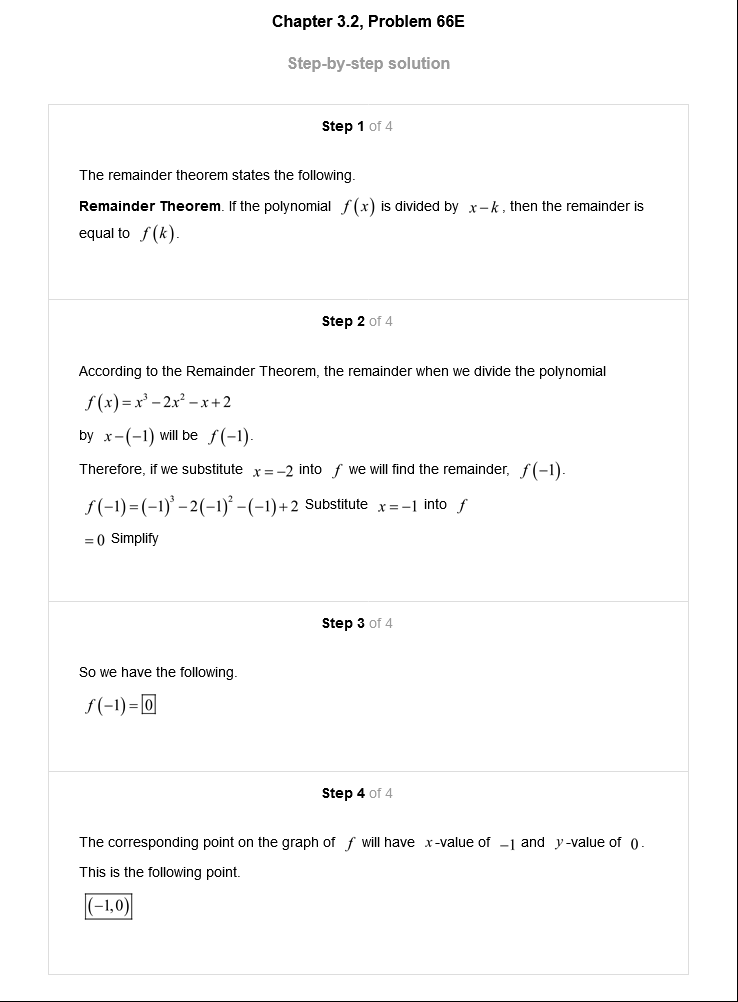 Chapter 3.2, Problem 66E
Step-by-step solution
Step 1 of 4
The remainder theorem states the following.
Remainder Theorem. If the polynomial f(x) is divided by x−k, then the remainder is
equal to f(k).
Step 2 of 4
According to the Remainder Theorem, the remainder when we divide the polynomial
f(x)=x³−2x²−x+2
by x−(−1) will be f(−1).
Therefore, if we substitute x=−2 into f we will find the remainder, f(−1).
f(−1)=(−1)³−2(−1)²−(−1)+2 Substitute x=−1 into f
=0 Simplify
Step 3 of 4
So we have the following.
f(−1)=0
Step 4 of 4
The corresponding point on the graph of f will have x-value of −1 and y-value of 0.
This is the following point.
(−1,0)